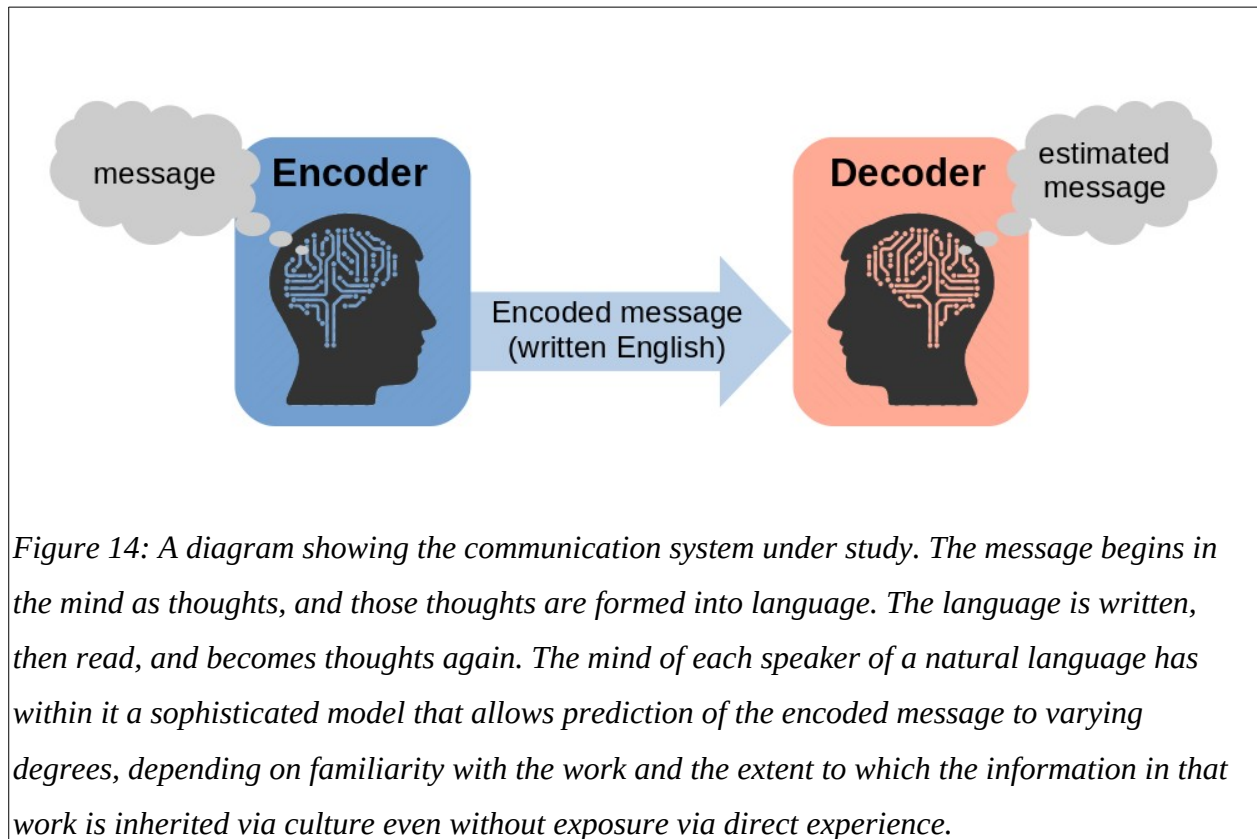 message
Encoder
Encoded message
(written English)
Decoder
estimated
message
Figure 14: A diagram showing the communication system under study. The message begins in
the mind as thoughts, and those thoughts are formed into language. The language is written,
then read, and becomes thoughts again. The mind of each speaker of a natural language has
within it a sophisticated model that allows prediction of the encoded message to varying
degrees, depending on familiarity with the work and the extent to which the information in that
work is inherited via culture even without exposure via direct experience.